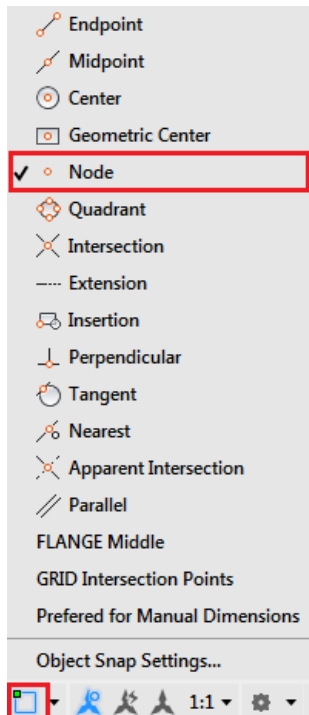 Endpoint
Midpoint
Center
Geometric Center
Node
Quadrant
Intersection
Extension
Insertion
Perpendicular
Tangent
Nearest
Apparent Intersection
Parallel
FLANGE Middle
GRID Intersection Points
Prefered for Manual Dimensions
Object Snap Settings...
1:1